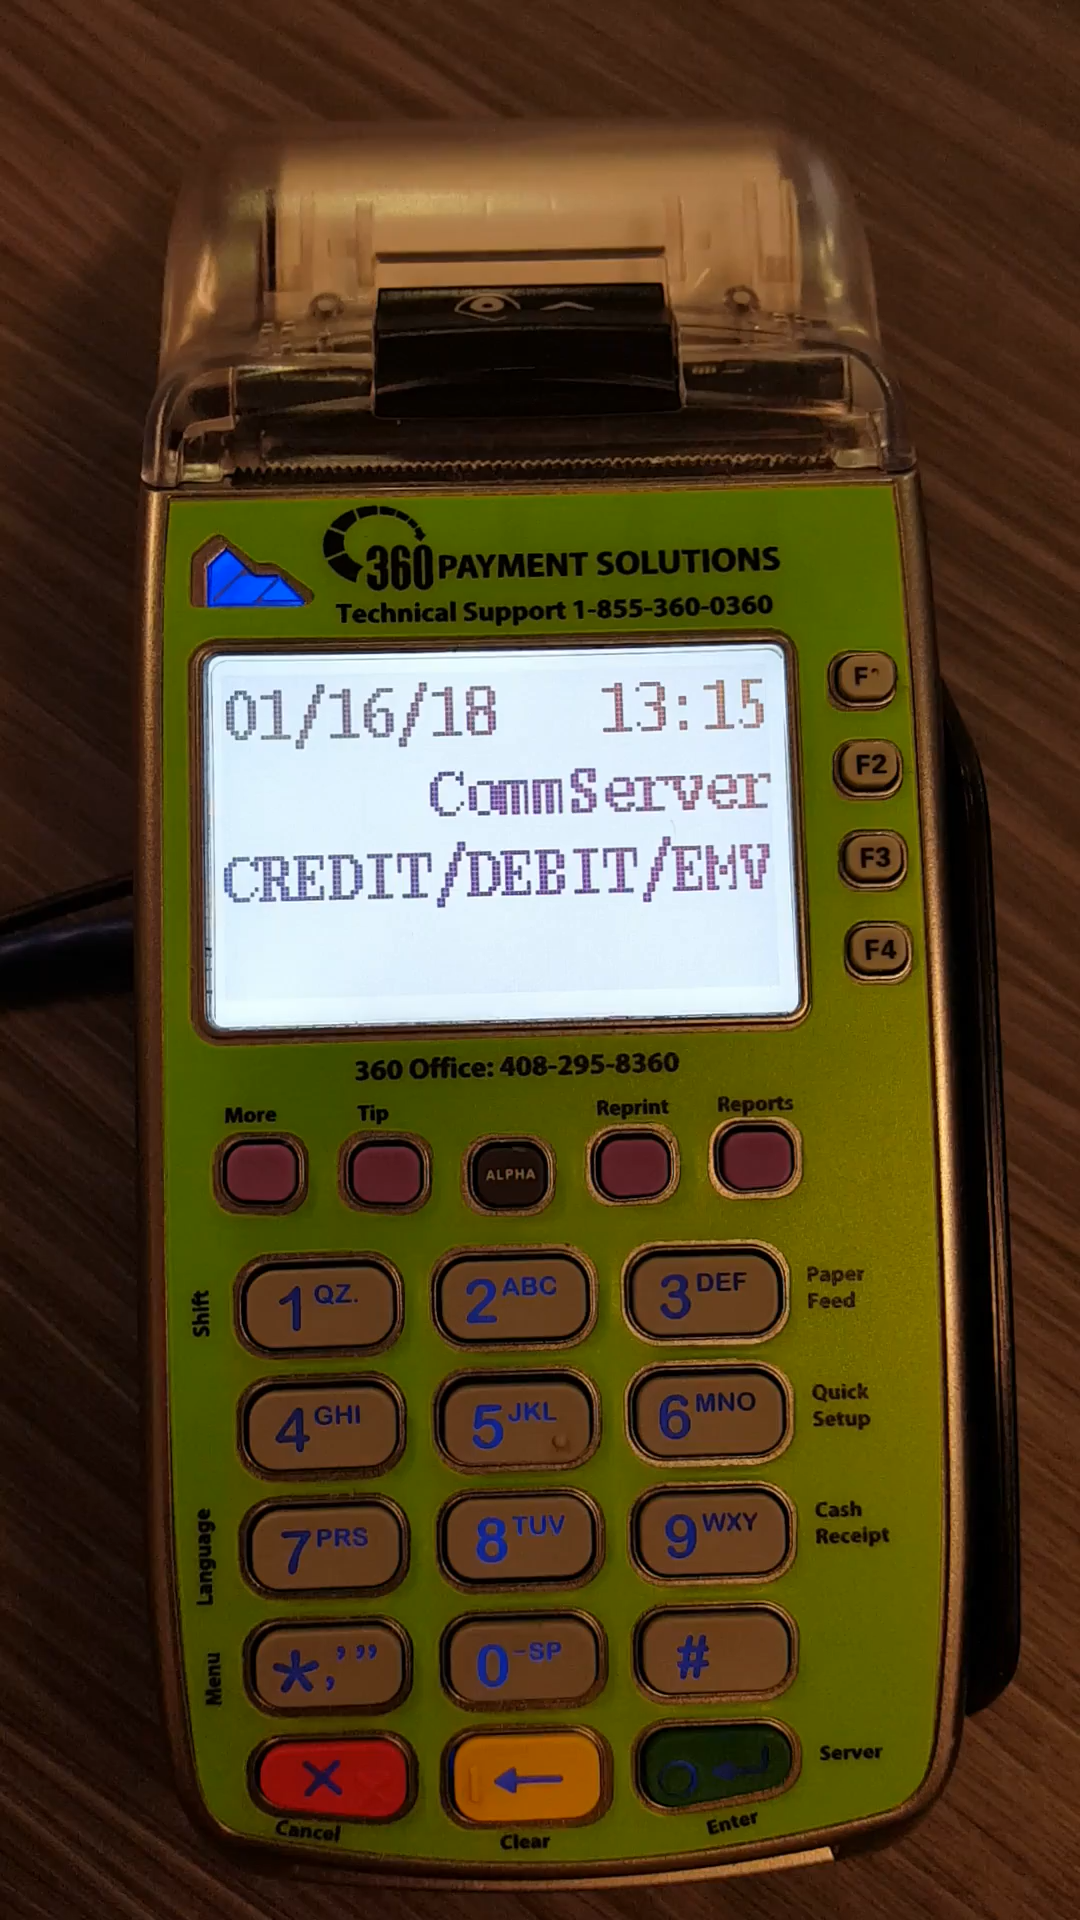 360 PAYMENT SOLUTIONS
Technical Support 1-855-360-0360
01/16/18 13:15
CommServer
CREDIT/DEBIT/EMV
F2
F3
F4
360 Office: 408-295-8360
More Tip Reprint Reports
ALPHA
Shift 1 QZ. 2 ABC 3 DEF Paper Feed
4 GHI 5 JKL 6 MNO Quick Setup
Language 7 PRS 8 TUV 9 WXY Cash Receipt
Menu *,'" 0 -SP #
Server
Cancel Clear Enter